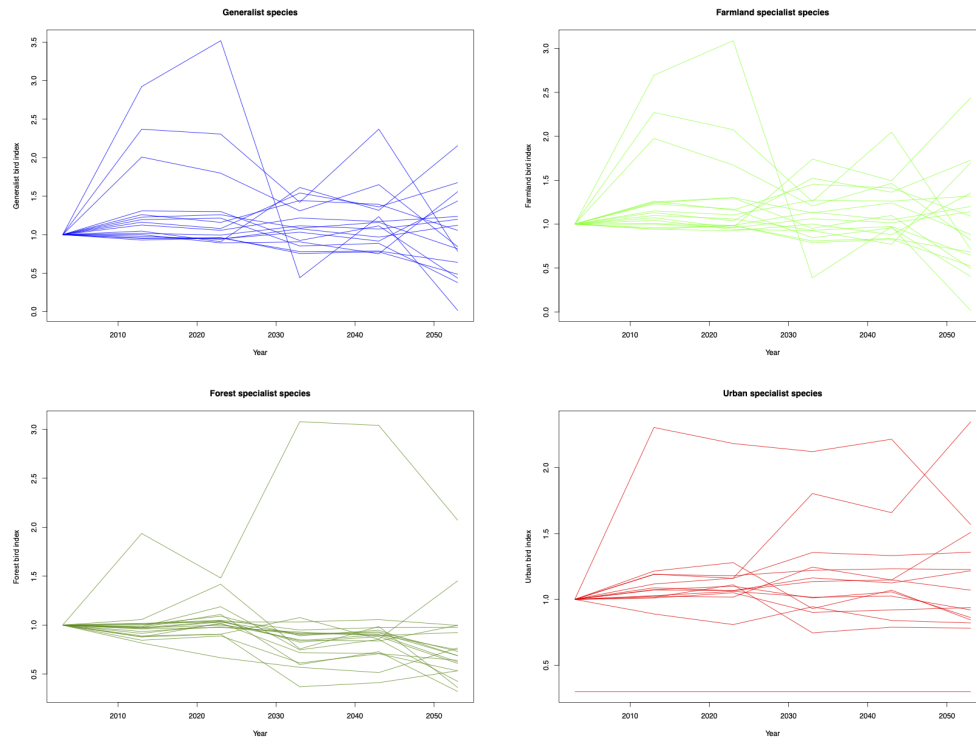 Generalist species
Generalist bird index
3.5
3.0
2.5
2.0
1.5
1.0
0.5
0.0
2010 2020 2030 2040 2050
Year
Farmland specialist species
Farmland bird index
3.0
2.5
2.0
1.5
1.0
0.5
0.0
2010 2020 2030 2040 2050
Year
Forest specialist species
Forest bird index
3.0
2.5
2.0
1.5
1.0
0.5
2010 2020 2030 2040 2050
Year
Urban specialist species
Urban bird index
2.0
1.5
1.0
0.5
2010 2020 2030 2040 2050
Year